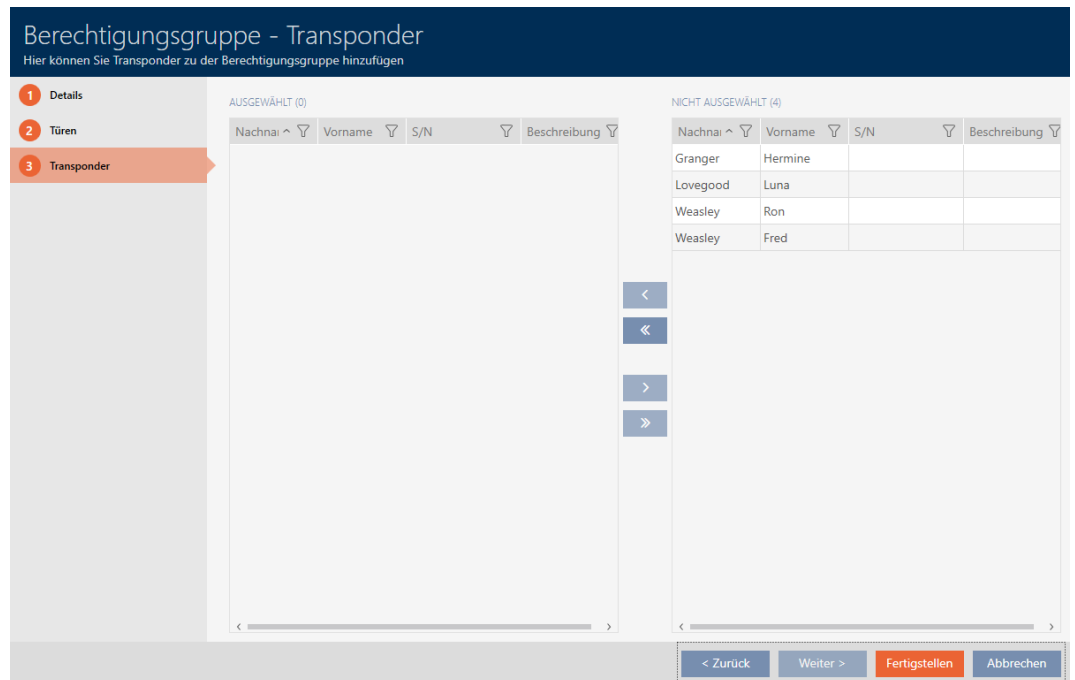 Berechtigungsgruppe - Transponder
Hier können Sie Transponder zu der Berechtigungsgruppe hinzufügen
1 Details
2 Türen
3 Transponder
AUSGEWÄHLT (0)
Nachnai Vorname S/N Beschreibung
NICHT AUSGEWÄHLT (4)
Nachnai Vorname S/N Beschreibung
Granger Hermine
Lovegood Luna
Weasley Ron
Weasley Fred
< Zurück Weiter > Fertigstellen Abbrechen